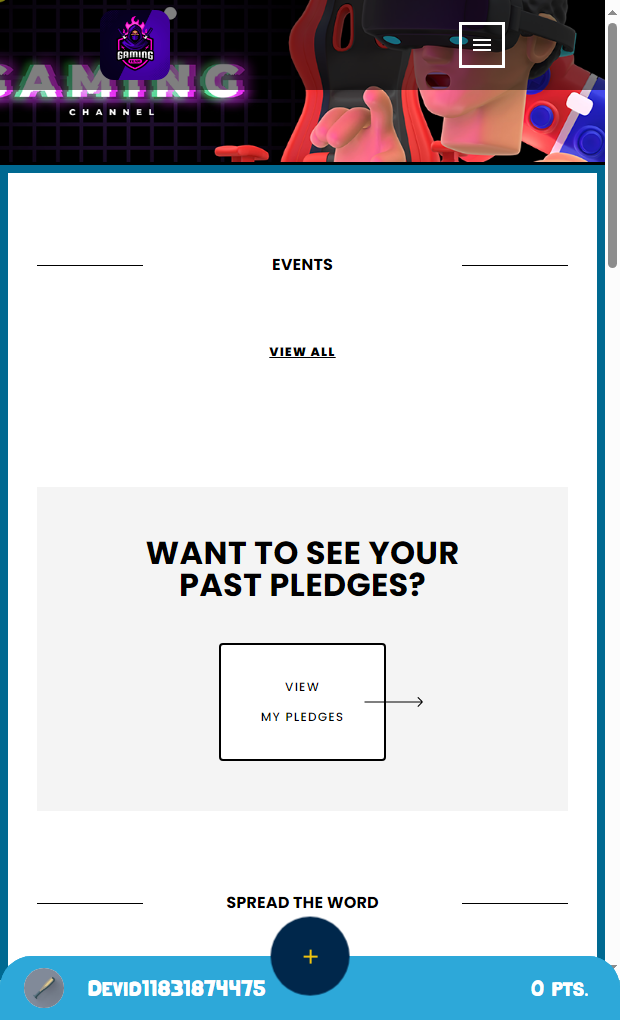 GAMING
GAMING
CHANNEL
EVENTS
VIEW ALL
WANT TO SEE YOUR
PAST PLEDGES?
VIEW
MY PLEDGES
SPREAD THE WORD
+
Devid11831874475
0 PTS.